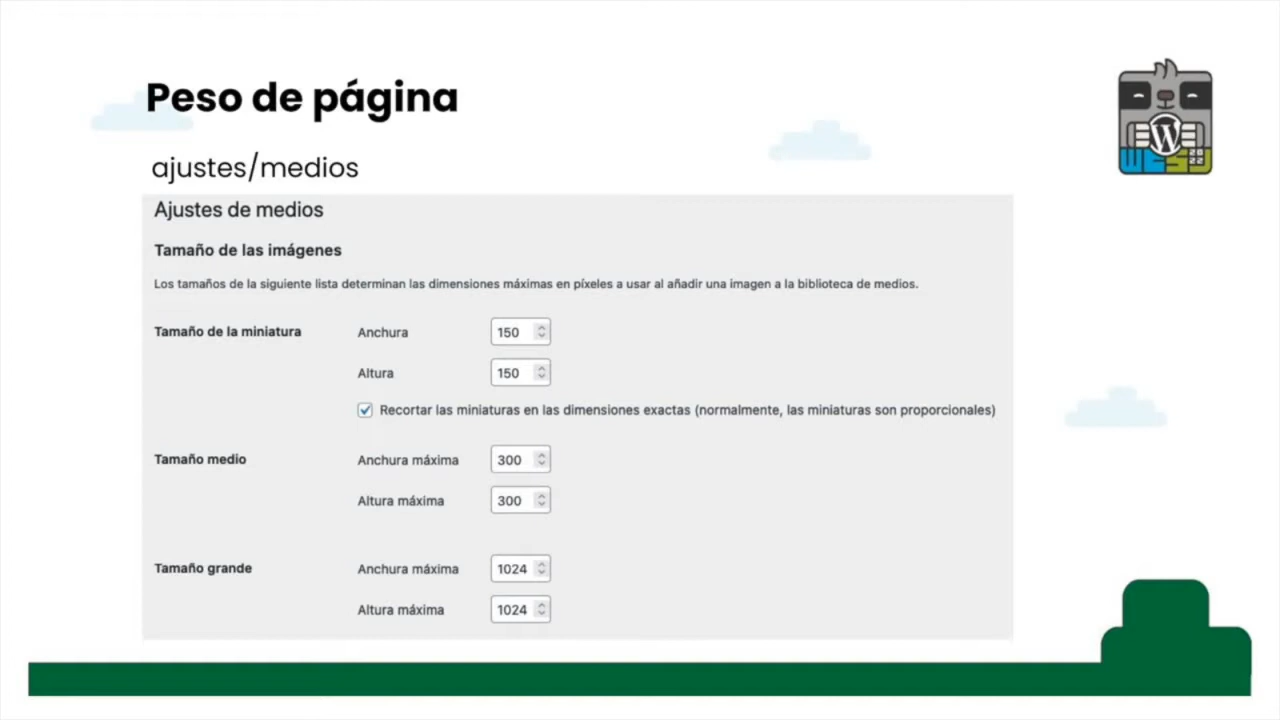 Peso de página
ajustes/medios
Ajustes de medios
Tamaño de las imágenes
Los tamaños de la siguiente lista determinan las dimensiones máximas en píxeles a usar al añadir una imagen a la biblioteca de medios.
Tamaño de la miniatura Anchura 150
Altura 150
Recortar las miniaturas en las dimensiones exactas (normalmente, las miniaturas son proporcionales)
Tamaño medio Anchura máxima 300
Altura máxima 300
Tamaño grande Anchura máxima 1024
Altura máxima 1024